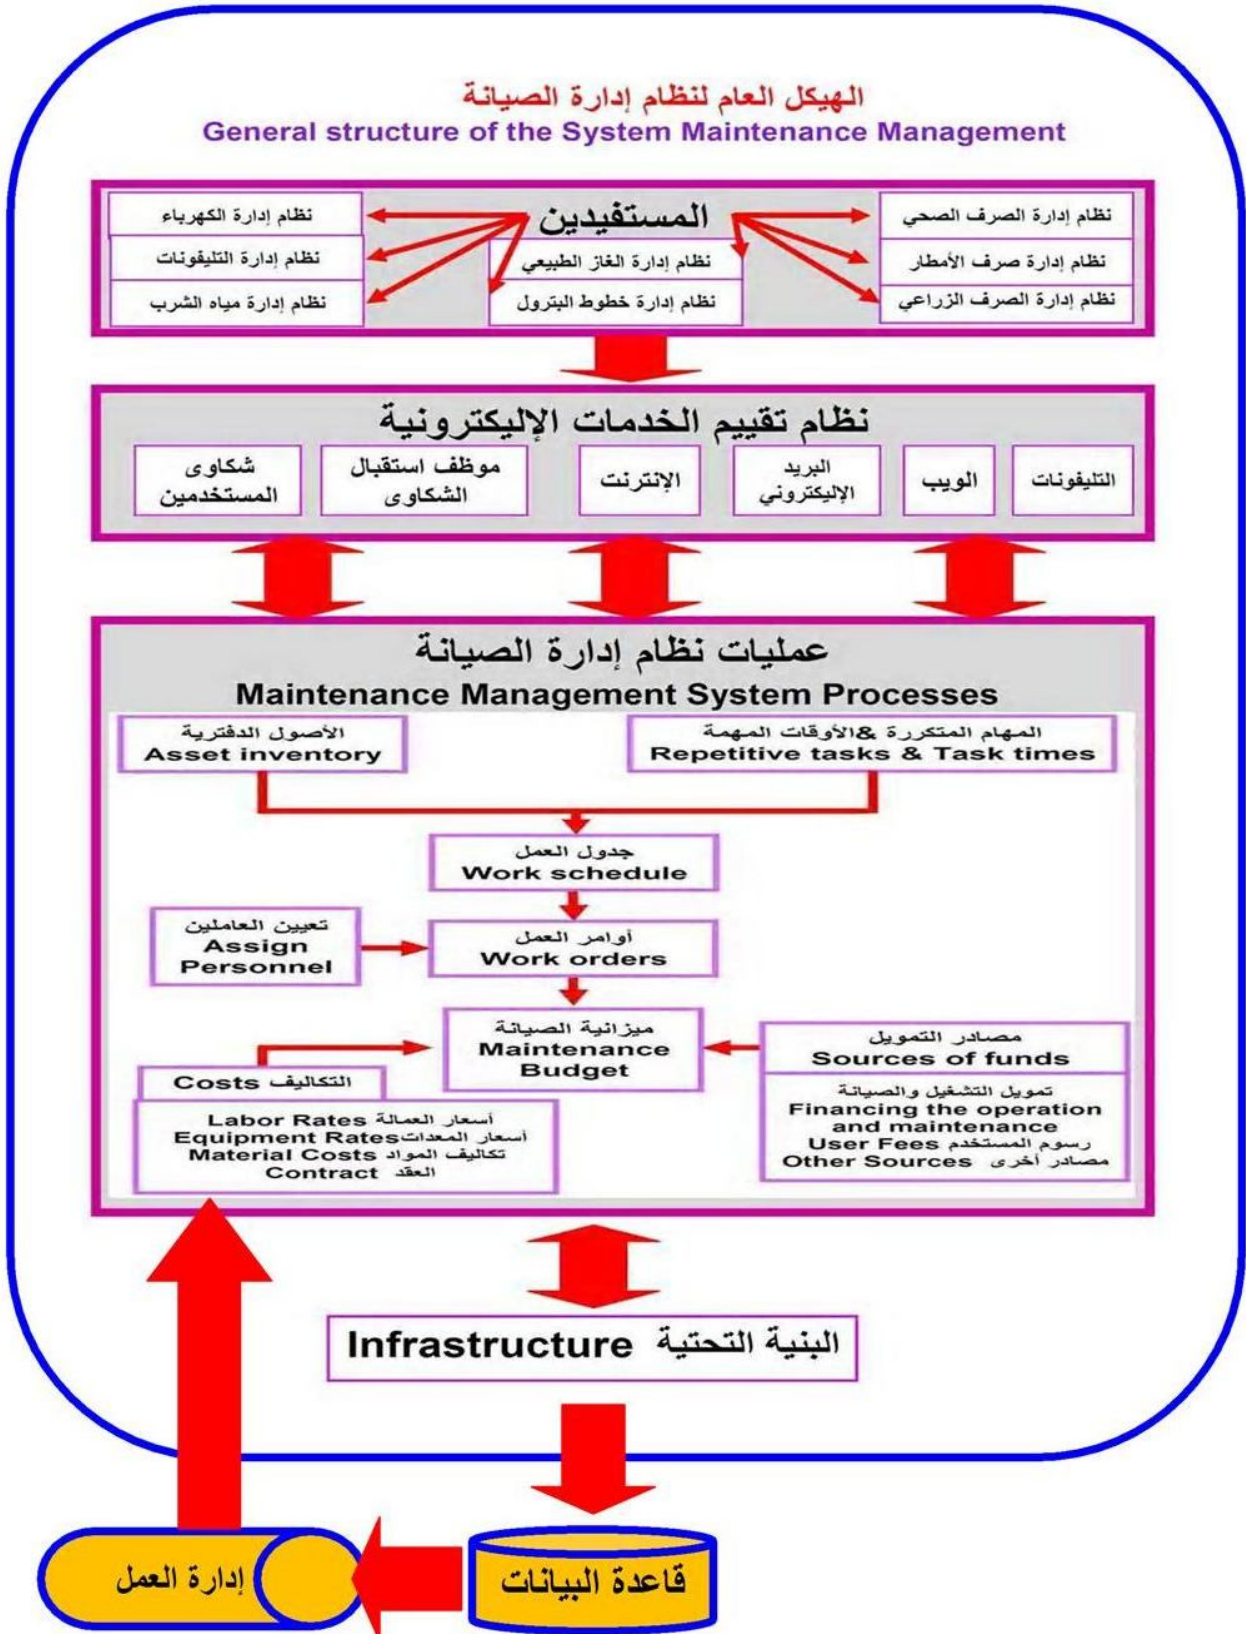 الهيكل العام لنظام إدارة الصيانة
General structure of the System Maintenance Management
المستفيدين
نظام إدارة الصرف الصحي
نظام إدارة صرف الأمطار
نظام إدارة الصرف الزراعي
نظام إدارة الغاز الطبيعي
نظام إدارة خطوط البترول
نظام إدارة الكهرباء
نظام إدارة التليفونات
نظام إدارة مياه الشرب
نظام تقييم الخدمات الإليكترونية
التليفونات
الويب
البريد
الإليكتروني
الإنترنت
موظف استقبال
الشكاوى
شكاوى
المستخدمين
عمليات نظام إدارة الصيانة
Maintenance Management System Processes
الأصول الدفترية
Asset inventory
المهام المتكررة &الأوقات المهمة
Repetitive tasks & Task times
جدول العمل
Work schedule
تعيين العاملين
Assign
Personnel
أوامر العمل
Work orders
ميزانية الصيانة
Maintenance
Budget
مصادر التمويل
Sources of funds
تمويل التشغيل والصيانة
Financing the operation
and maintenance
User Fees رسوم المستخدم
Other Sources مصادر أخرى
Costs التكاليف
Labor Rates أسعار العمالة
Equipment Rates أسعار المعدات
Material Costs تكاليف المواد
Contract العقد
Infrastructure البنية التحتية
قاعدة البيانات
إدارة العمل